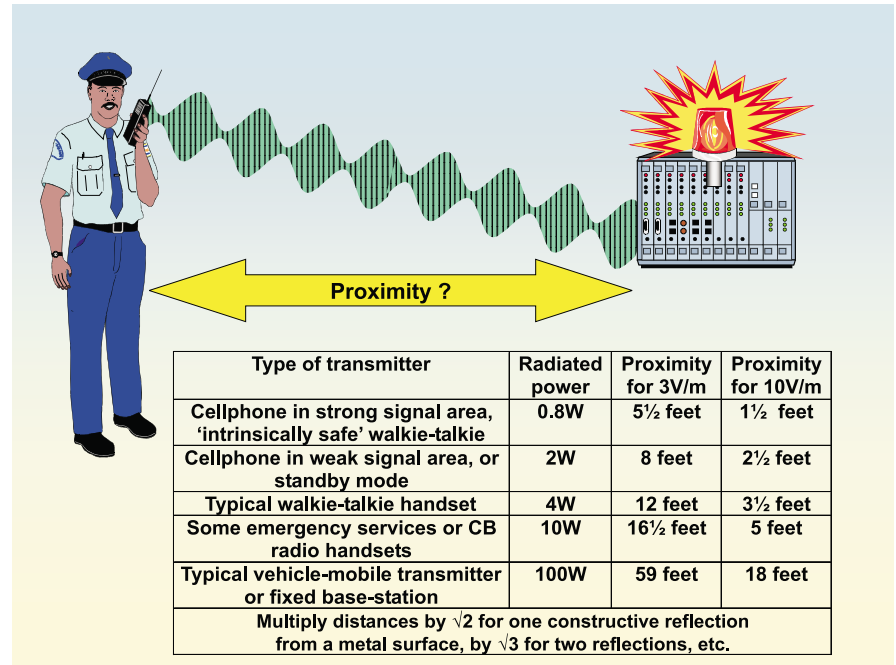 Proximity ?
Type of transmitter Radiated power Proximity for 3V/m Proximity for 10V/m
Cellphone in strong signal area, ‘intrinsically safe’ walkie-talkie 0.8W 5½ feet 1½ feet
Cellphone in weak signal area, or standby mode 2W 8 feet 2½ feet
Typical walkie-talkie handset 4W 12 feet 3½ feet
Some emergency services or CB radio handsets 10W 16½ feet 5 feet
Typical vehicle-mobile transmitter or fixed base-station 100W 59 feet 18 feet
Multiply distances by √2 for one constructive reflection
from a metal surface, by √3 for two reflections, etc.